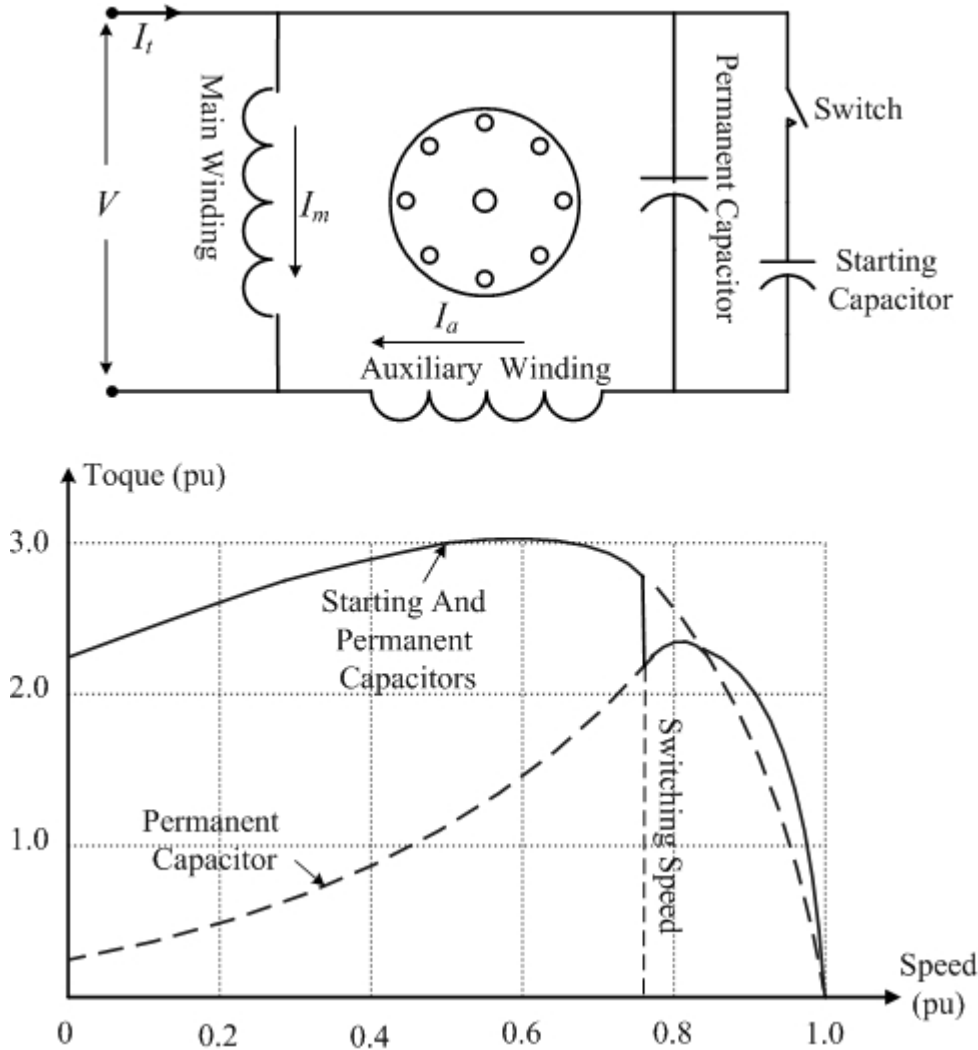 I_t
V
Main Winding
I_m
I_a
Auxiliary Winding
Permanent Capacitor
Switch
Starting
Capacitor
Toque (pu)
3.0
2.0
1.0
Starting And
Permanent
Capacitors
Permanent
Capacitor
Switching Speed
Speed
(pu)
0
0.2
0.4
0.6
0.8
1.0